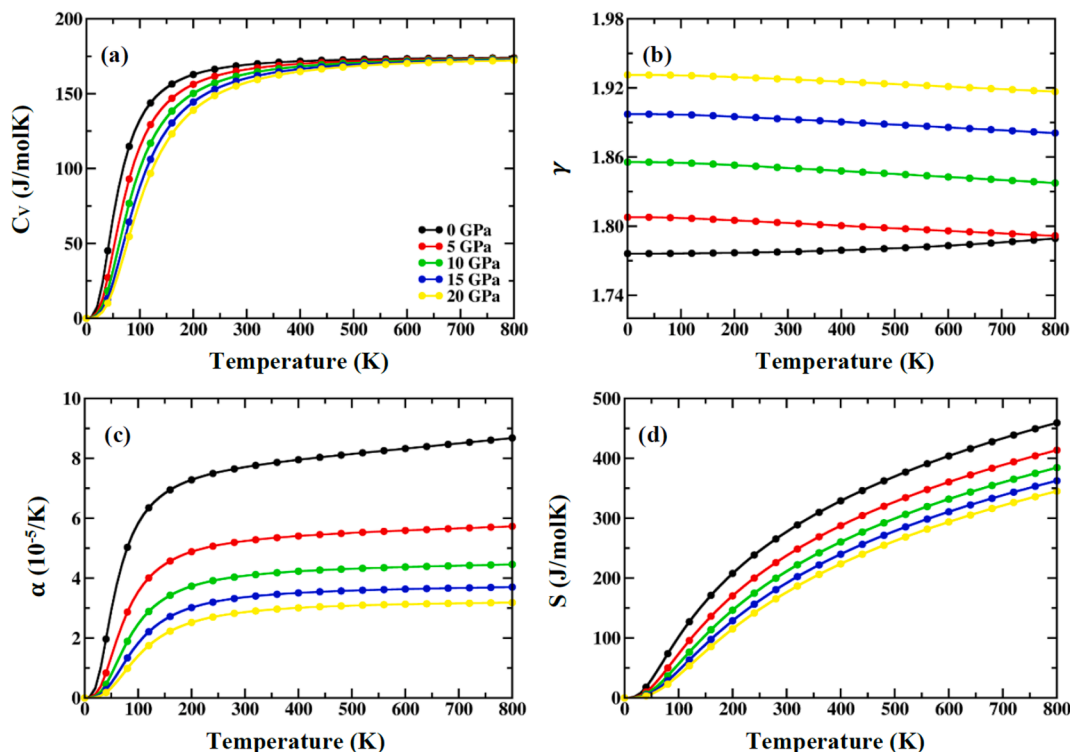 (a)
Cᵥ (J/molK)
200
150
100
50
0
0 GPa
5 GPa
10 GPa
15 GPa
20 GPa
0 100 200 300 400 500 600 700 800
Temperature (K)
(b)
γ
1.98
1.92
1.86
1.80
1.74
0 100 200 300 400 500 600 700 800
Temperature (K)
(c)
α (10⁻⁵/K)
10
8
6
4
2
0
0 100 200 300 400 500 600 700 800
Temperature (K)
(d)
S (J/molK)
500
400
300
200
100
0
0 100 200 300 400 500 600 700 800
Temperature (K)